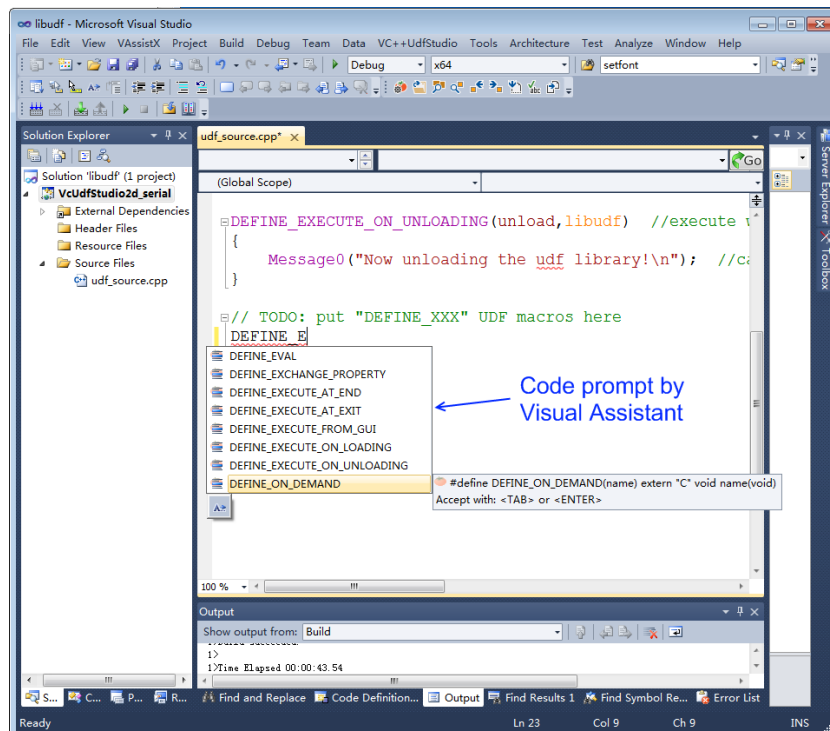 libudf - Microsoft Visual Studio
File Edit View VAssistX Project Build Debug Team Data VC++UdfStudio Tools Architecture Test Analyze Window Help
Debug x64 setfont
Solution Explorer
udf_source.cpp*
Go
Solution 'libudf' (1 project)
VcUdfStudio2d_serial
External Dependencies
Header Files
Resource Files
Source Files
udf_source.cpp
(Global Scope)
DEFINE_EXECUTE_ON_UNLOADING(unload,libudf) //execute w
{
Message0("Now unloading the udf library!\n"); //ca
}
// TODO: put "DEFINE_XXX" UDF macros here
DEFINE_E
DEFINE_EVAL
DEFINE_EXCHANGE_PROPERTY
DEFINE_EXECUTE_AT_END
DEFINE_EXECUTE_AT_EXIT
DEFINE_EXECUTE_FROM_GUI
DEFINE_EXECUTE_ON_LOADING
DEFINE_EXECUTE_ON_UNLOADING
DEFINE_ON_DEMAND
Code prompt by
Visual Assistant
#define DEFINE_ON_DEMAND(name) extern "C" void name(void)
Accept with: <TAB> or <ENTER>
Server Explorer
Toolbox
100 %
Output
Show output from: Build
1>
1>Time Elapsed 00:00:43.54
S... C... P... R... Find and Replace Code Definition... Output Find Results 1 Find Symbol Re... Error List
Ready Ln 23 Col 9 Ch 9 INS